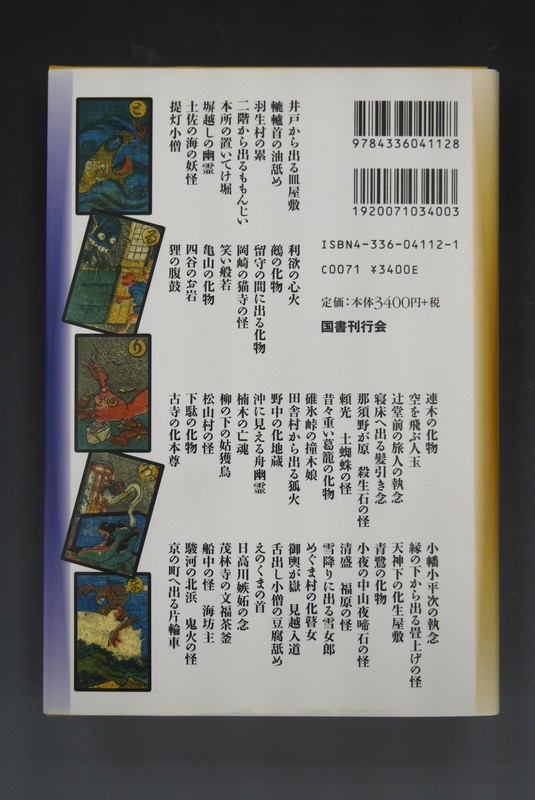 9784336041128
1920071034003
ISBN4-336-04112-1
C0071 ¥3400E
定価：本体3400円+税
国書刊行会
井戸から出る皿屋敷
轆轤首の油舐め
羽生村の累
二階から出るももんじい
本所の置いてけ堀
塀越しの幽霊
土佐の海の妖怪
提灯小僧
利欲の心火
鵺の化物
留守の間に出る化物
岡崎の猫寺の怪
笑い般若
亀山の化物
四谷のお岩
狸の腹鼓
連木の化物
空を飛ぶ人玉
辻堂前の旅人の執念
寝床へ出る髪引き念
那須野が原 殺生石の怪
頼光 土蜘蛛の怪
昔々重い葛籠の化物
碓氷峠の撞木娘
田舎村から出る狐火
野中の化地蔵
沖に見える舟幽霊
楠木の亡魂
柳の下の姑獲鳥
松山村の怪
下駄の化物
古寺の化本尊
小幡小平次の執念
縁の下から出る畳上げの怪
天神下の化生屋敷
青鷺の化物
小夜の中山夜啼石の怪
清盛 福原の怪
雪降りに出る雪女郎
めぐま村の化瞽女
御輿が嶽 見越入道
舌出し小僧の豆腐舐め
えのくまの首
日高川嫉妬の念
茂林寺の文福茶釜
船中の怪 海坊主
駿河の北浜 鬼火の怪
京の町へ出る片輪車